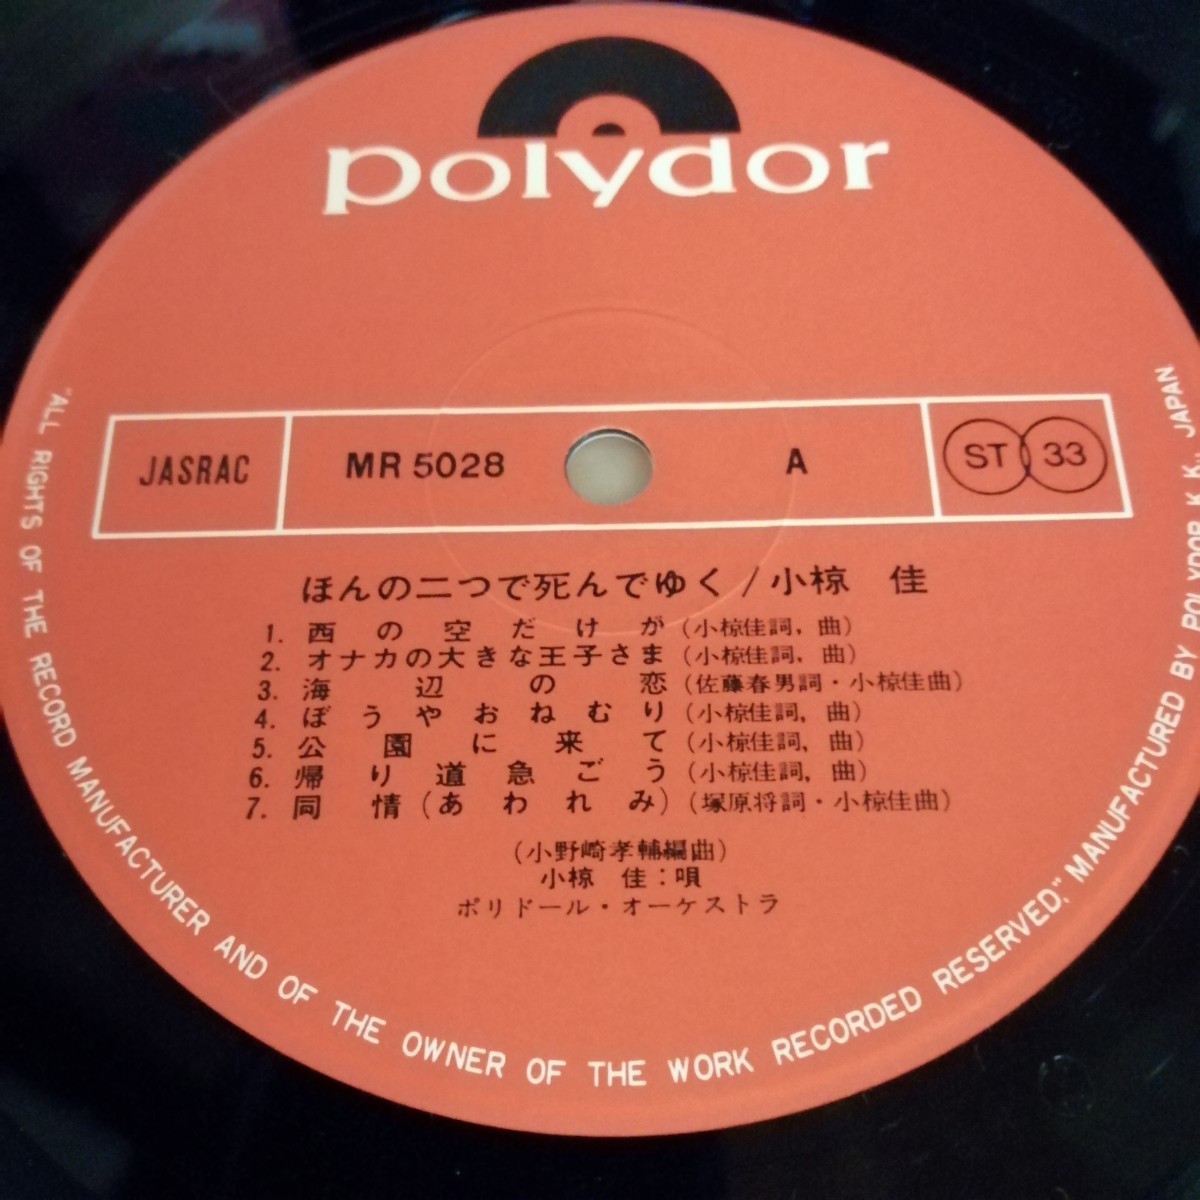 polydor
JASRAC MR 5028 A ST 33
ほんの二つで死んでゆく/小椋 佳
1. 西の空だけが(小椋佳詞, 曲)
2. オナカの大きな王子さま(小椋佳詞, 曲)
3. 海辺の恋(佐藤春男詞・小椋佳曲)
4. ぼうやおねむり(小椋佳詞, 曲)
5. 公園に来て(小椋佳詞, 曲)
6. 帰り道急ごう(小椋佳詞, 曲)
7. 同情(あわれみ)(塚原将詞・小椋佳曲)
(小野崎孝輔編曲)
小椋 佳:唄
ポリドール・オーケストラ
"ALL RIGHTS OF THE RECORD MANUFACTURER AND OF THE OWNER OF THE WORK RECORDED RESERVED," MANUFACTURED BY POLYDOR K. K., JAPAN